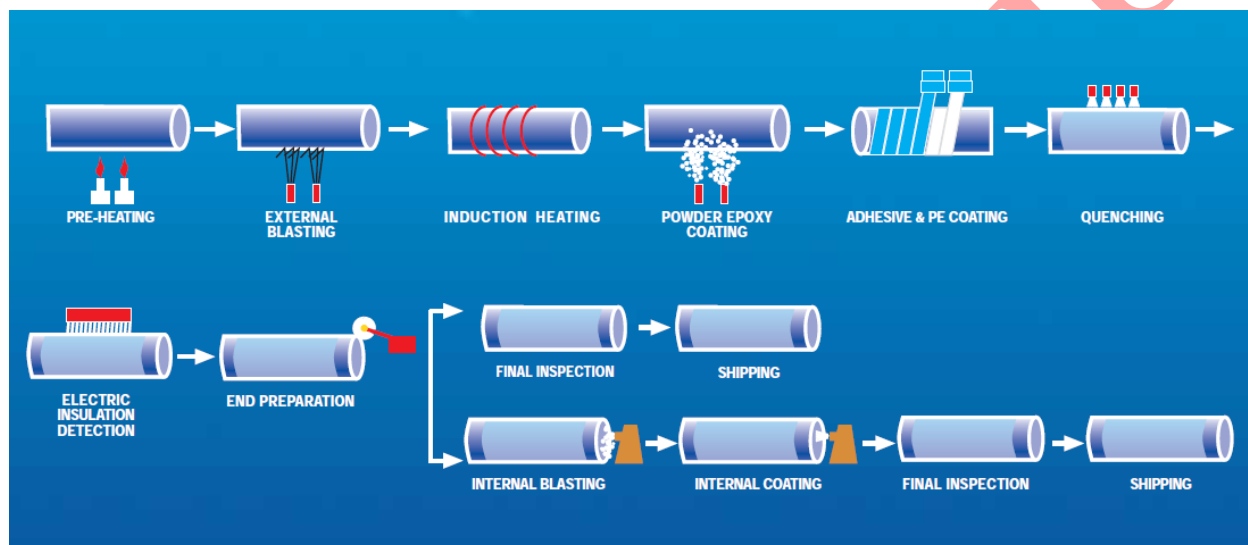 PRE-HEATING
EXTERNAL
BLASTING
INDUCTION HEATING
POWDER EPOXY
COATING
ADHESIVE & PE COATING
QUENCHING
ELECTRIC
INSULATION
DETECTION
END PREPARATION
FINAL INSPECTION
SHIPPING
INTERNAL BLASTING
INTERNAL COATING
FINAL INSPECTION
SHIPPING